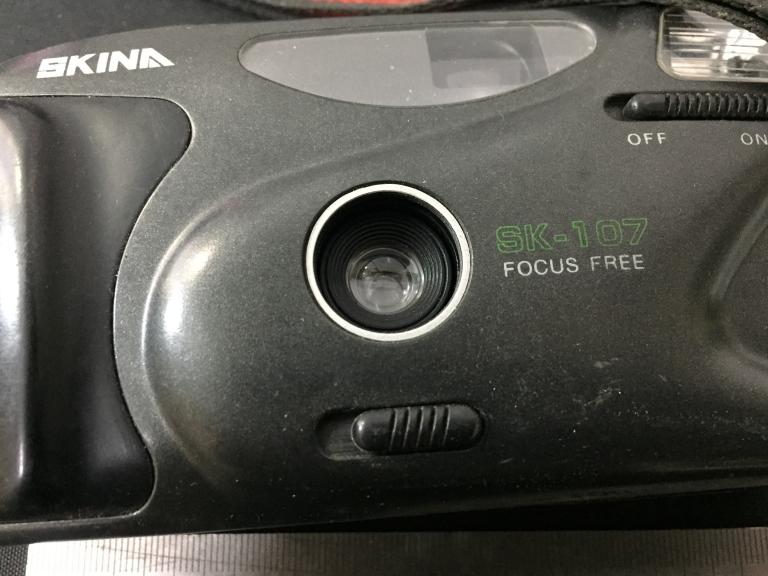 SKINA
OFF ON
SK-107
FOCUS FREE